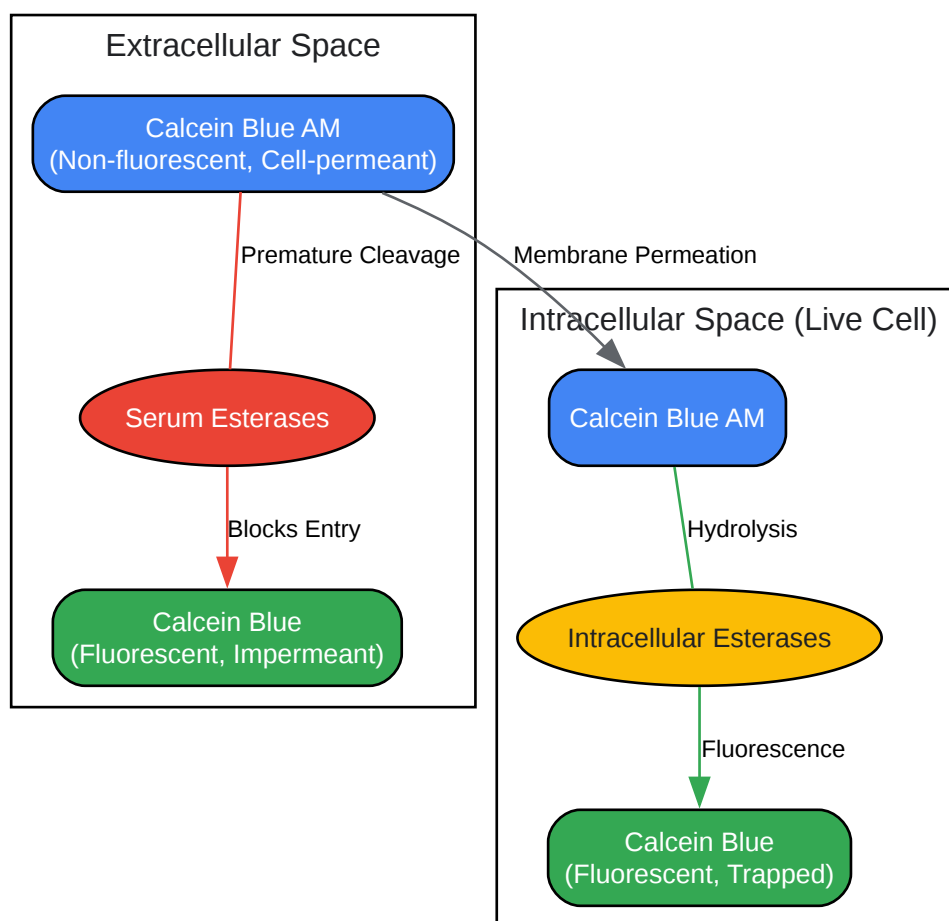 Extracellular Space
Calcein Blue AM
(Non-fluorescent, Cell-permeant)
Premature Cleavage
Membrane Permeation
Serum Esterases
Blocks Entry
Calcein Blue
(Fluorescent, Impermeant)
Intracellular Space (Live Cell)
Calcein Blue AM
Hydrolysis
Intracellular Esterases
Fluorescence
Calcein Blue
(Fluorescent, Trapped)